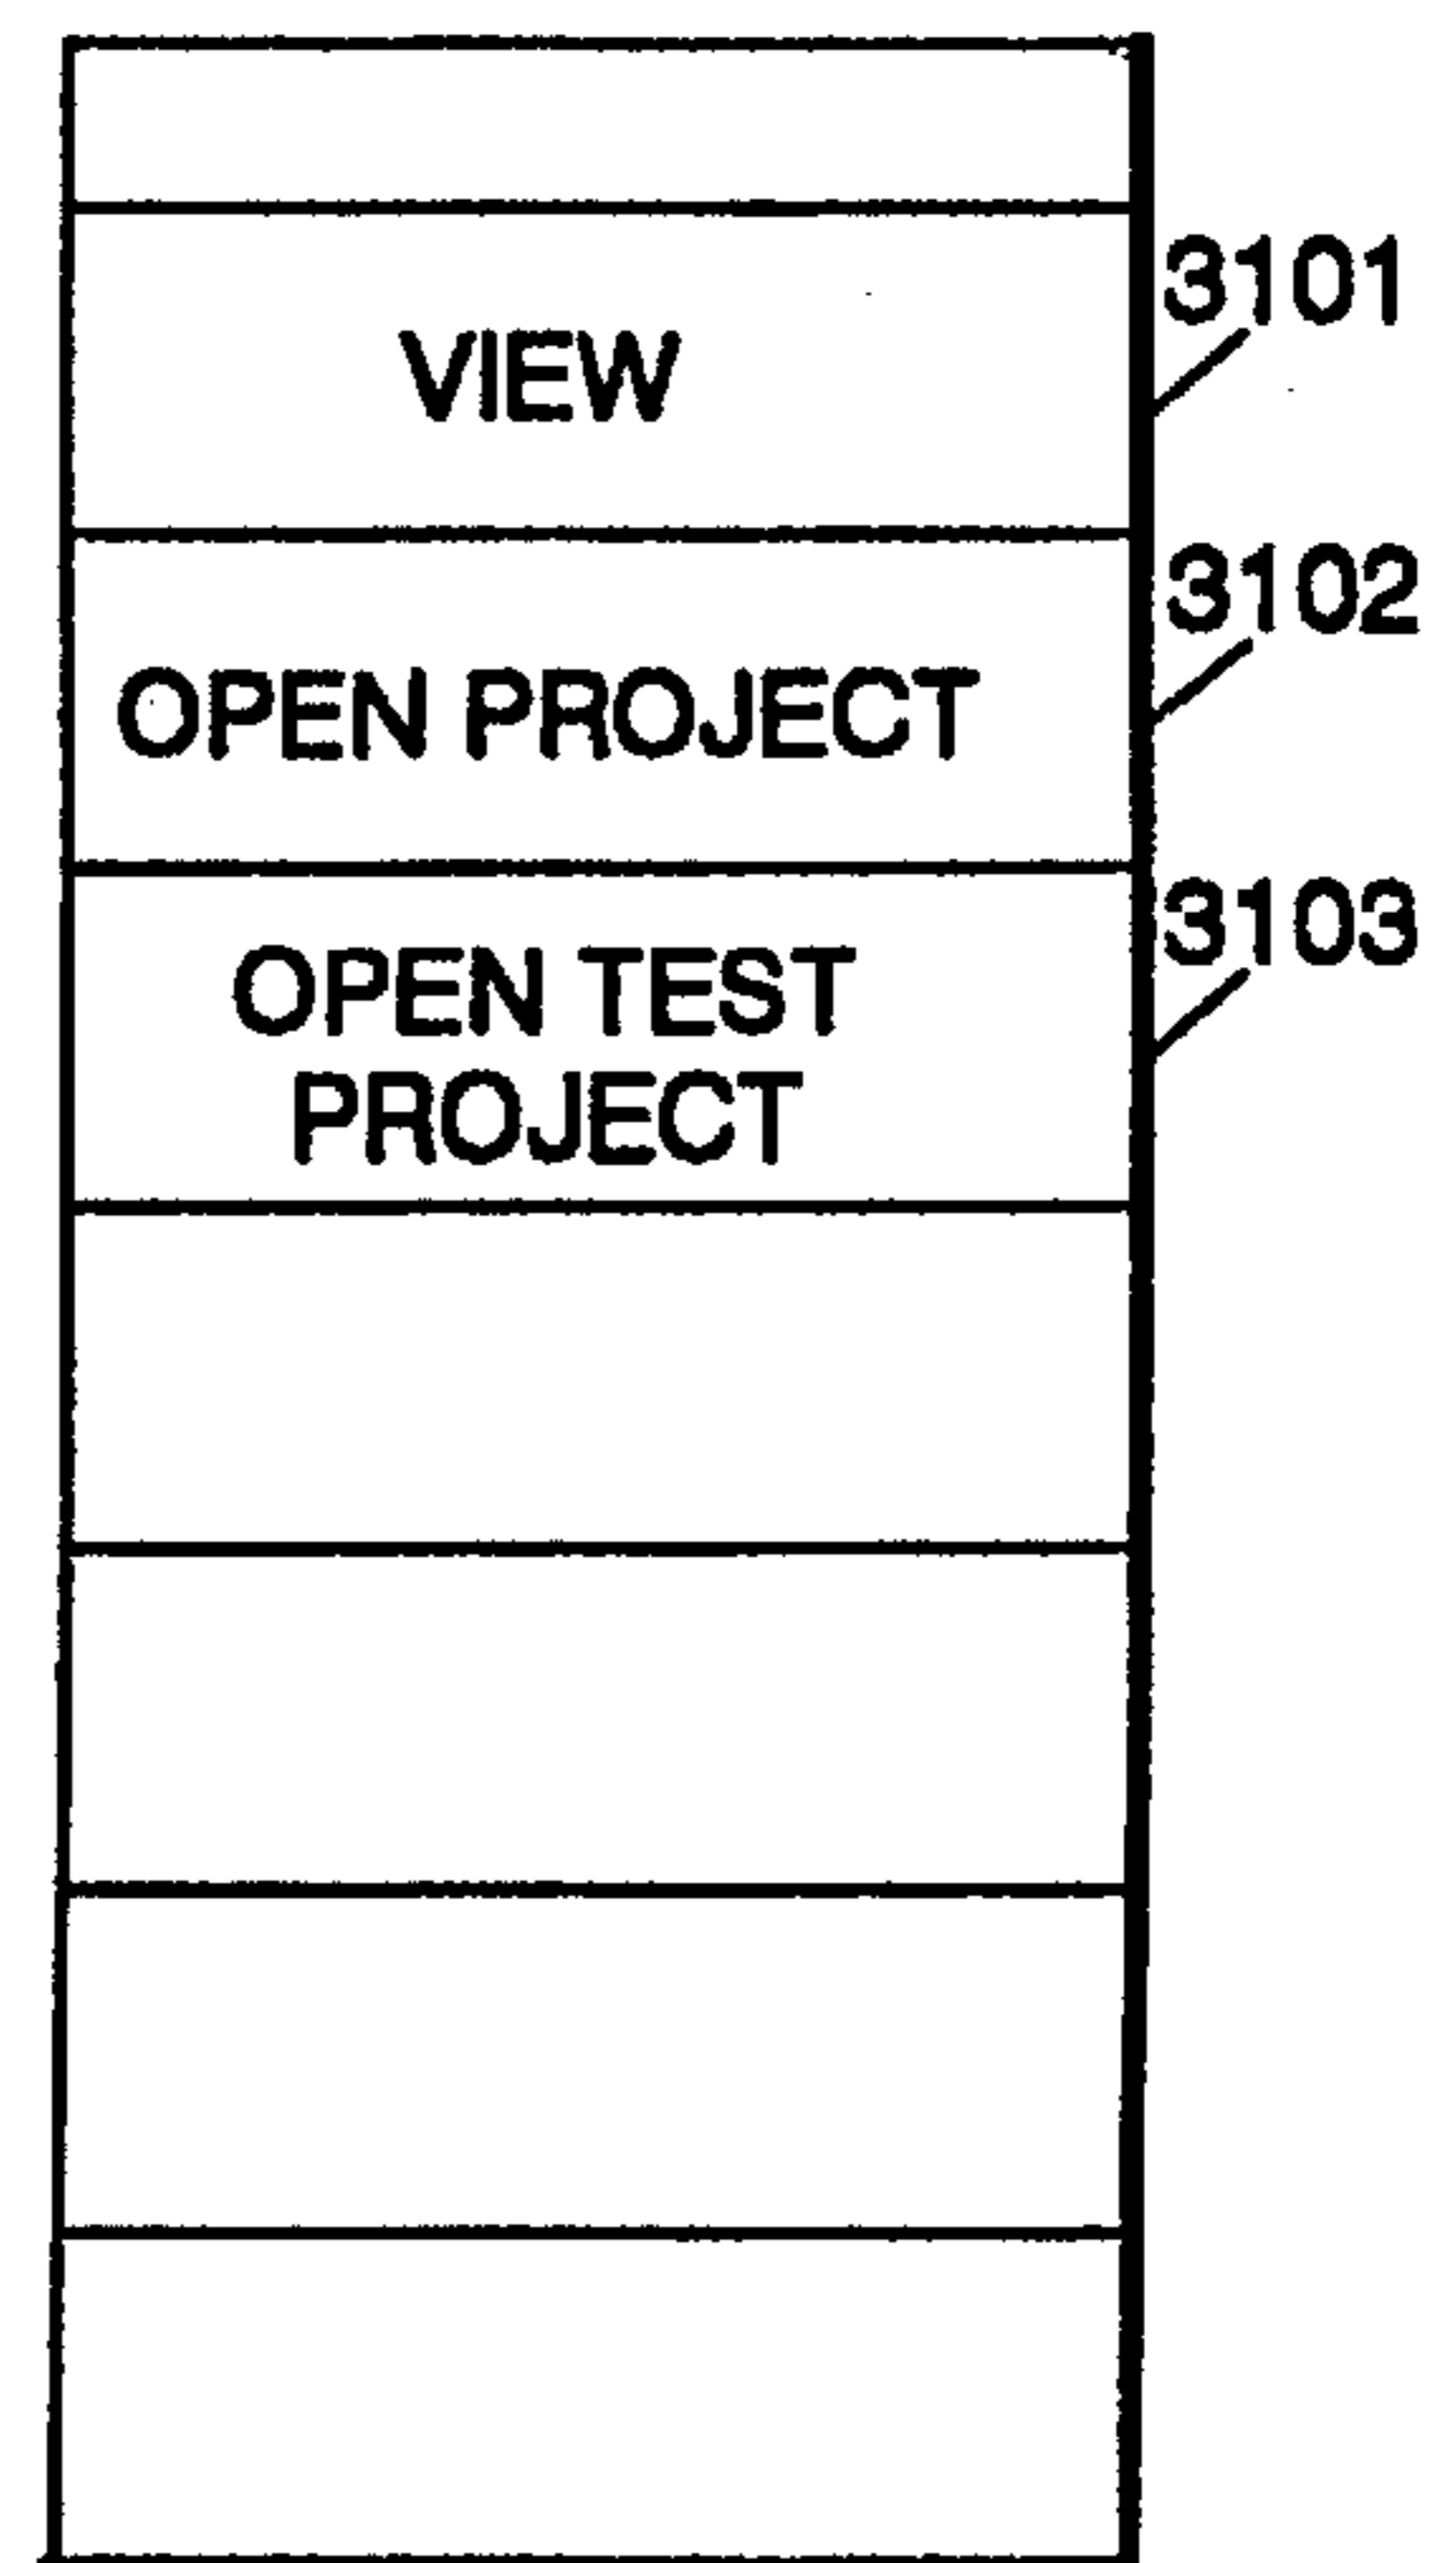 3101
VIEW
3102
OPEN PROJECT
3103
OPEN TEST
PROJECT